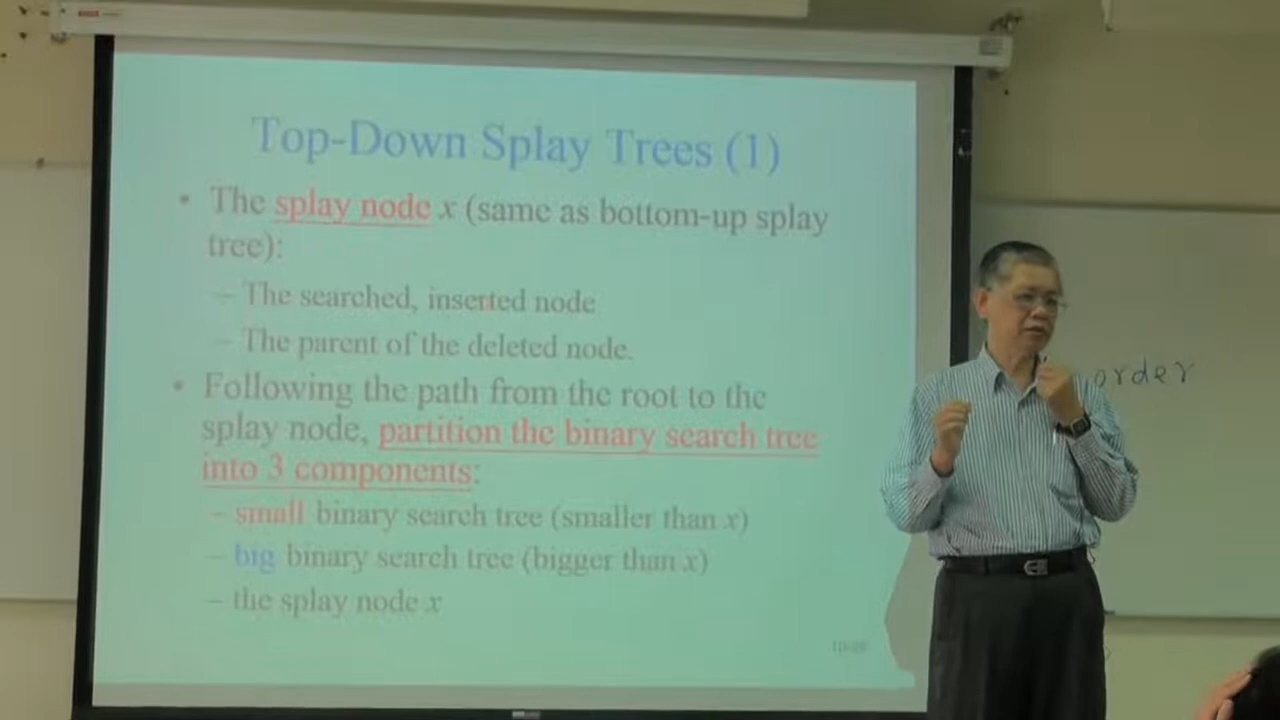 Top-Down Splay Trees (1)
• The splay node x (same as bottom-up splay
tree):
– The searched, inserted node
– The parent of the deleted node.
• Following the path from the root to the
splay node, partition the binary search tree
into 3 components:
– small binary search tree (smaller than x)
– big binary search tree (bigger than x)
– the splay node x
order